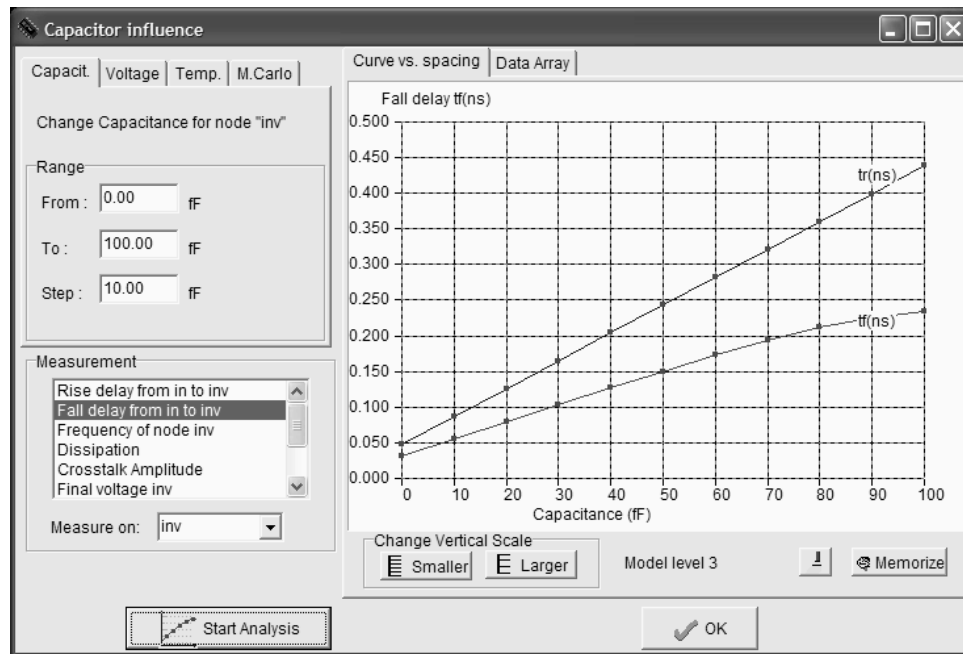 Capacitor influence
Capacit. Voltage Temp. M.Carlo
Change Capacitance for node "inv"
Range
From : 0.00 fF
To : 100.00 fF
Step : 10.00 fF
Measurement
Rise delay from in to inv
Fall delay from in to inv
Frequency of node inv
Dissipation
Crosstalk Amplitude
Final voltage inv
Measure on: inv
Start Analysis
Curve vs. spacing Data Array
Fall delay tf(ns)
0.500
0.450
0.400
0.350
0.300
0.250
0.200
0.150
0.100
0.050
0.000
tr(ns)
tf(ns)
0 10 20 30 40 50 60 70 80 90 100
Capacitance (fF)
Change Vertical Scale
Smaller Larger
Model level 3
Memorize
OK